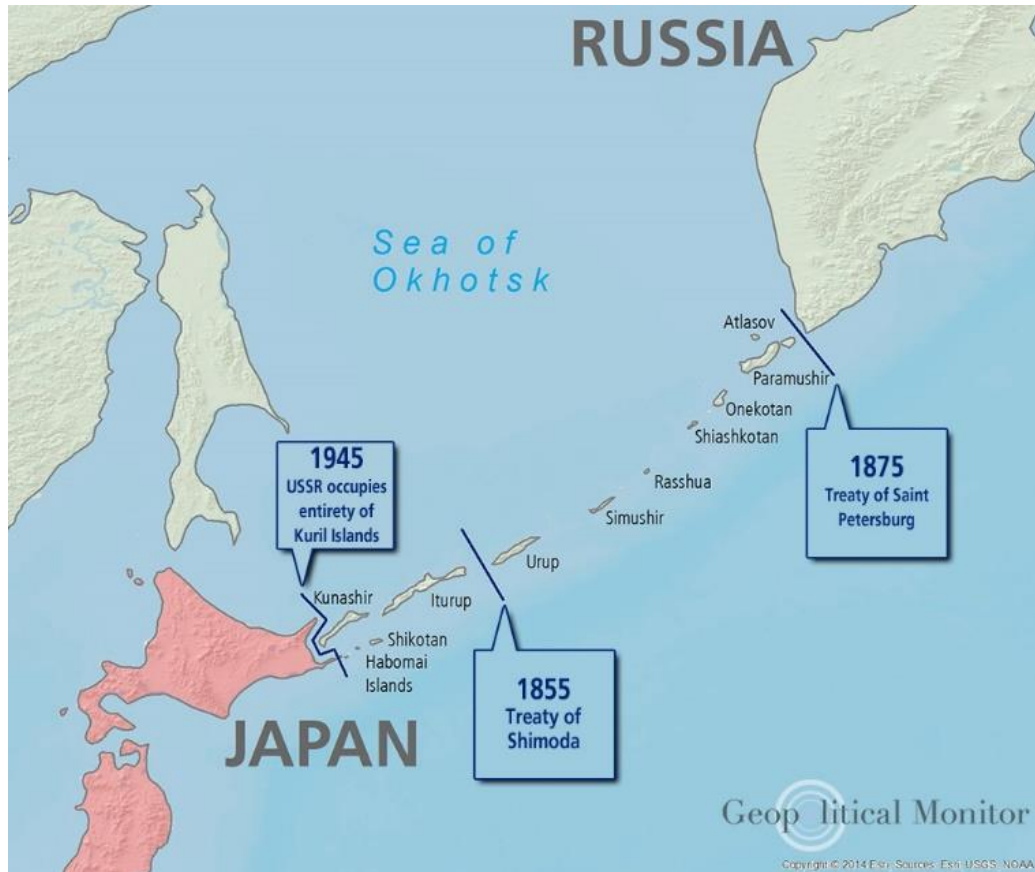 RUSSIA
Sea of
Okhotsk
Atlasov
Paramushir
Onekotan
Shiashkotan
Rasshua
Simushir
Urup
Iturup
Kunashir
Shikotan
Habomai
Islands
1875
Treaty of Saint
Petersburg
1945
USSR occupies
entirety of
Kuril Islands
1855
Treaty of
Shimoda
JAPAN
Geopolitical Monitor
Copyright © 2014 Esri, Sources: Esri, USGS, NOAA